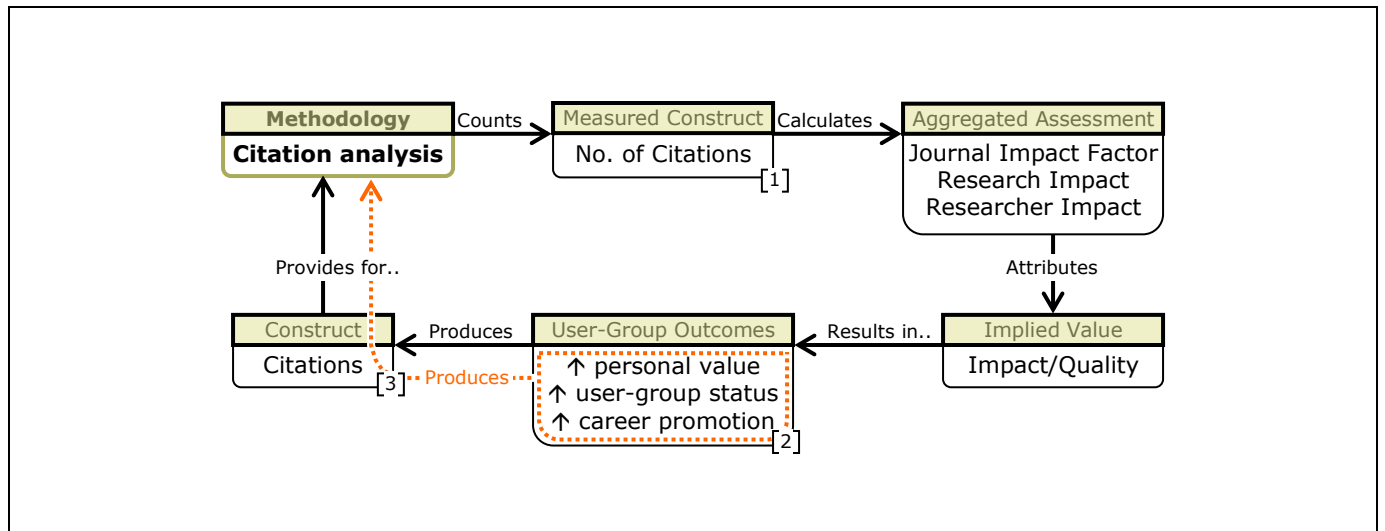 Methodology
Citation analysis
Counts
Measured Construct
No. of Citations
[1]
Calculates
Aggregated Assessment
Journal Impact Factor
Research Impact
Researcher Impact
Attributes
Implied Value
Impact/Quality
Results in..
User-Group Outcomes
↑ personal value
↑ user-group status
↑ career promotion
[2]
Produces
Produces
Construct
Citations
[3]
Provides for..